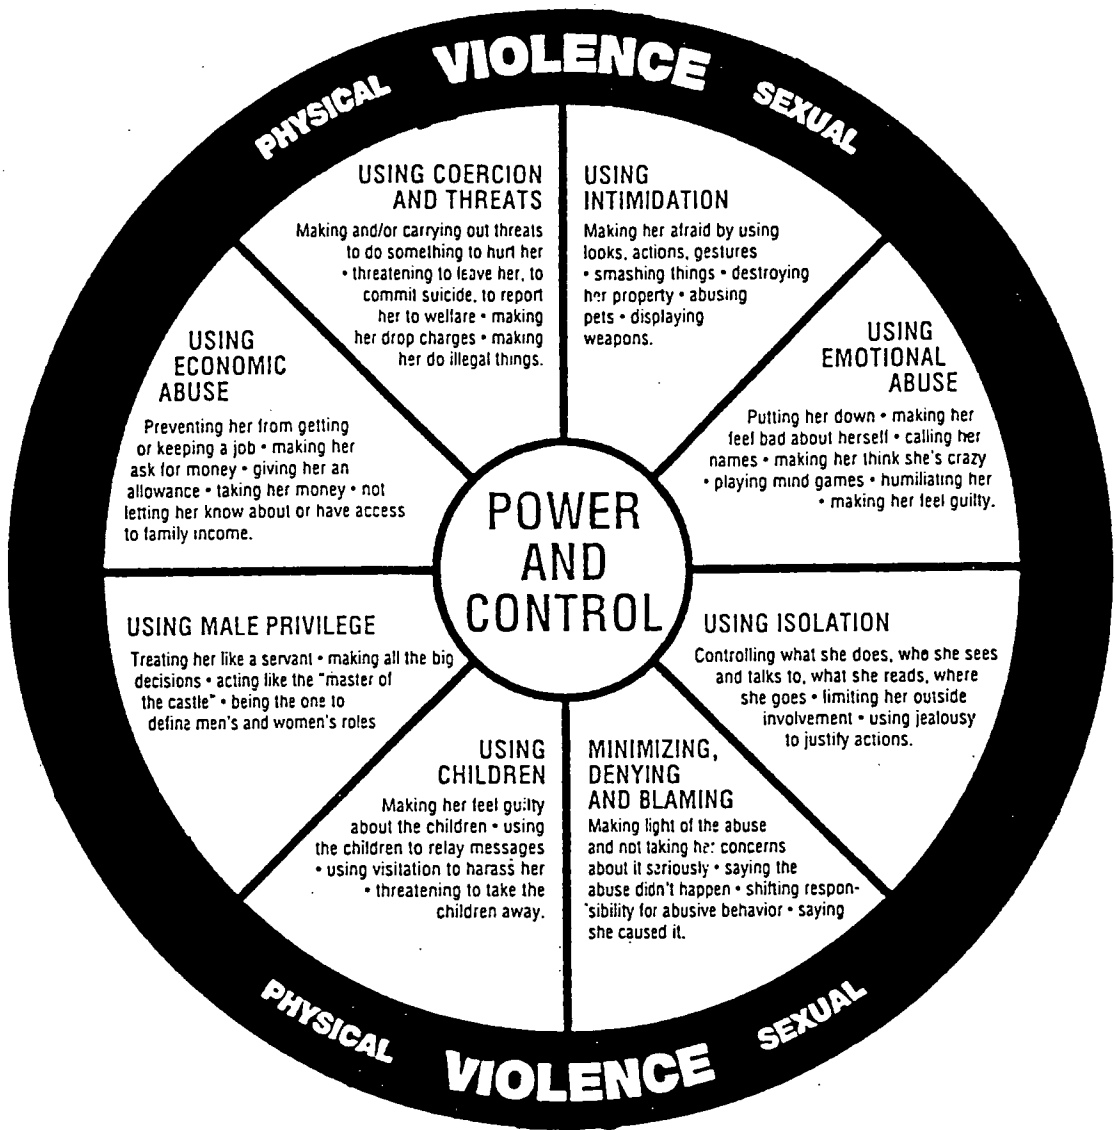 PHYSICAL VIOLENCE SEXUAL
USING COERCION
AND THREATS
Making and/or carrying out threats
to do something to hurt her
• threatening to leave her, to
commit suicide, to report
her to welfare • making
her drop charges • making
her do illegal things.
USING
INTIMIDATION
Making her afraid by using
looks, actions, gestures
• smashing things • destroying
her property • abusing
pets • displaying
weapons.
USING
EMOTIONAL
ABUSE
Putting her down • making her
feel bad about herself • calling her
names • making her think she's crazy
• playing mind games • humiliating her
• making her feel guilty.
USING ISOLATION
Controlling what she does, who she sees
and talks to, what she reads, where
she goes • limiting her outside
involvement • using jealousy
to justify actions.
MINIMIZING,
DENYING
AND BLAMING
Making light of the abuse
and not taking her concerns
about it seriously • saying the
abuse didn't happen • shifting respon-
sibility for abusive behavior • saying
she caused it.
USING
CHILDREN
Making her feel guilty
about the children • using
the children to relay messages
• using visitation to harass her
• threatening to take the
children away.
USING MALE PRIVILEGE
Treating her like a servant • making all the big
decisions • acting like the "master of
the castle" • being the one to
define men's and women's roles
USING
ECONOMIC
ABUSE
Preventing her from getting
or keeping a job • making her
ask for money • giving her an
allowance • taking her money • not
letting her know about or have access
to family income.
POWER
AND
CONTROL
PHYSICAL VIOLENCE SEXUAL